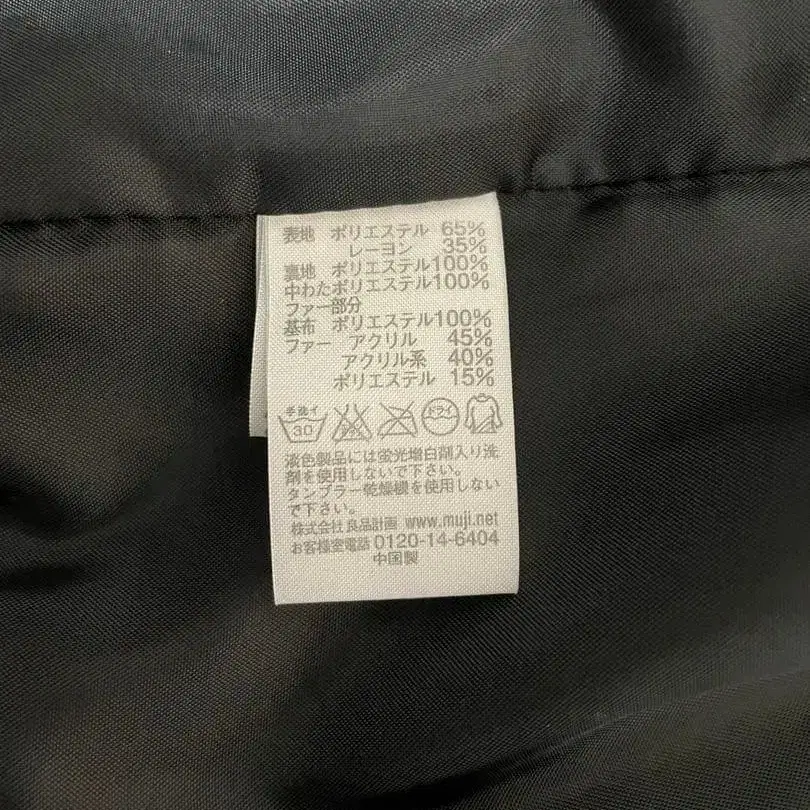 表地 ポリエステル 65%
レーヨン 35%
裏地 ポリエステル100%
中わたポリエステル100%
ファー部分
基布 ポリエステル100%
ファー アクリル 45%
アクリル系 40%
ポリエステル 15%
手洗イ 30 ドライ
淡色製品には蛍光増白剤入り洗
剤を使用しないで下さい。
タンブラー乾燥機を使用しない
で下さい。
株式会社 良品計画 www.muji.net
お客様室電話 0120-14-6404
中国製